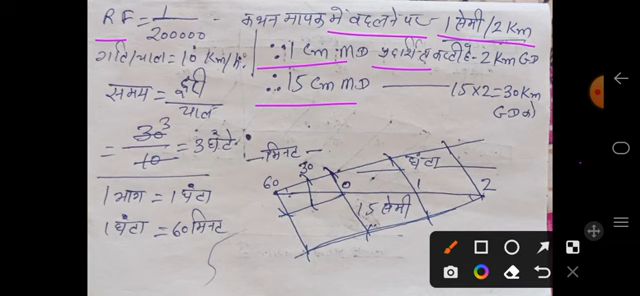 RF = 1/200000 - कथन मापक में बदलने पर 1 सेमी / 2 Km
गति/चाल = 10 Km/h.
∵ 1 Cm MD प्रदर्शित करती है - 2 Km GD
समय = दूरी/चाल
∴ 15 Cm MD ——— 15×2=30 Km GD को
= 30/10 = 3 घंटे
3
1 भाग = 1 घंटा
1 घंटा = 60 मिनट
मिनट
घंटा
60 30 0 1 2
15 सेमी